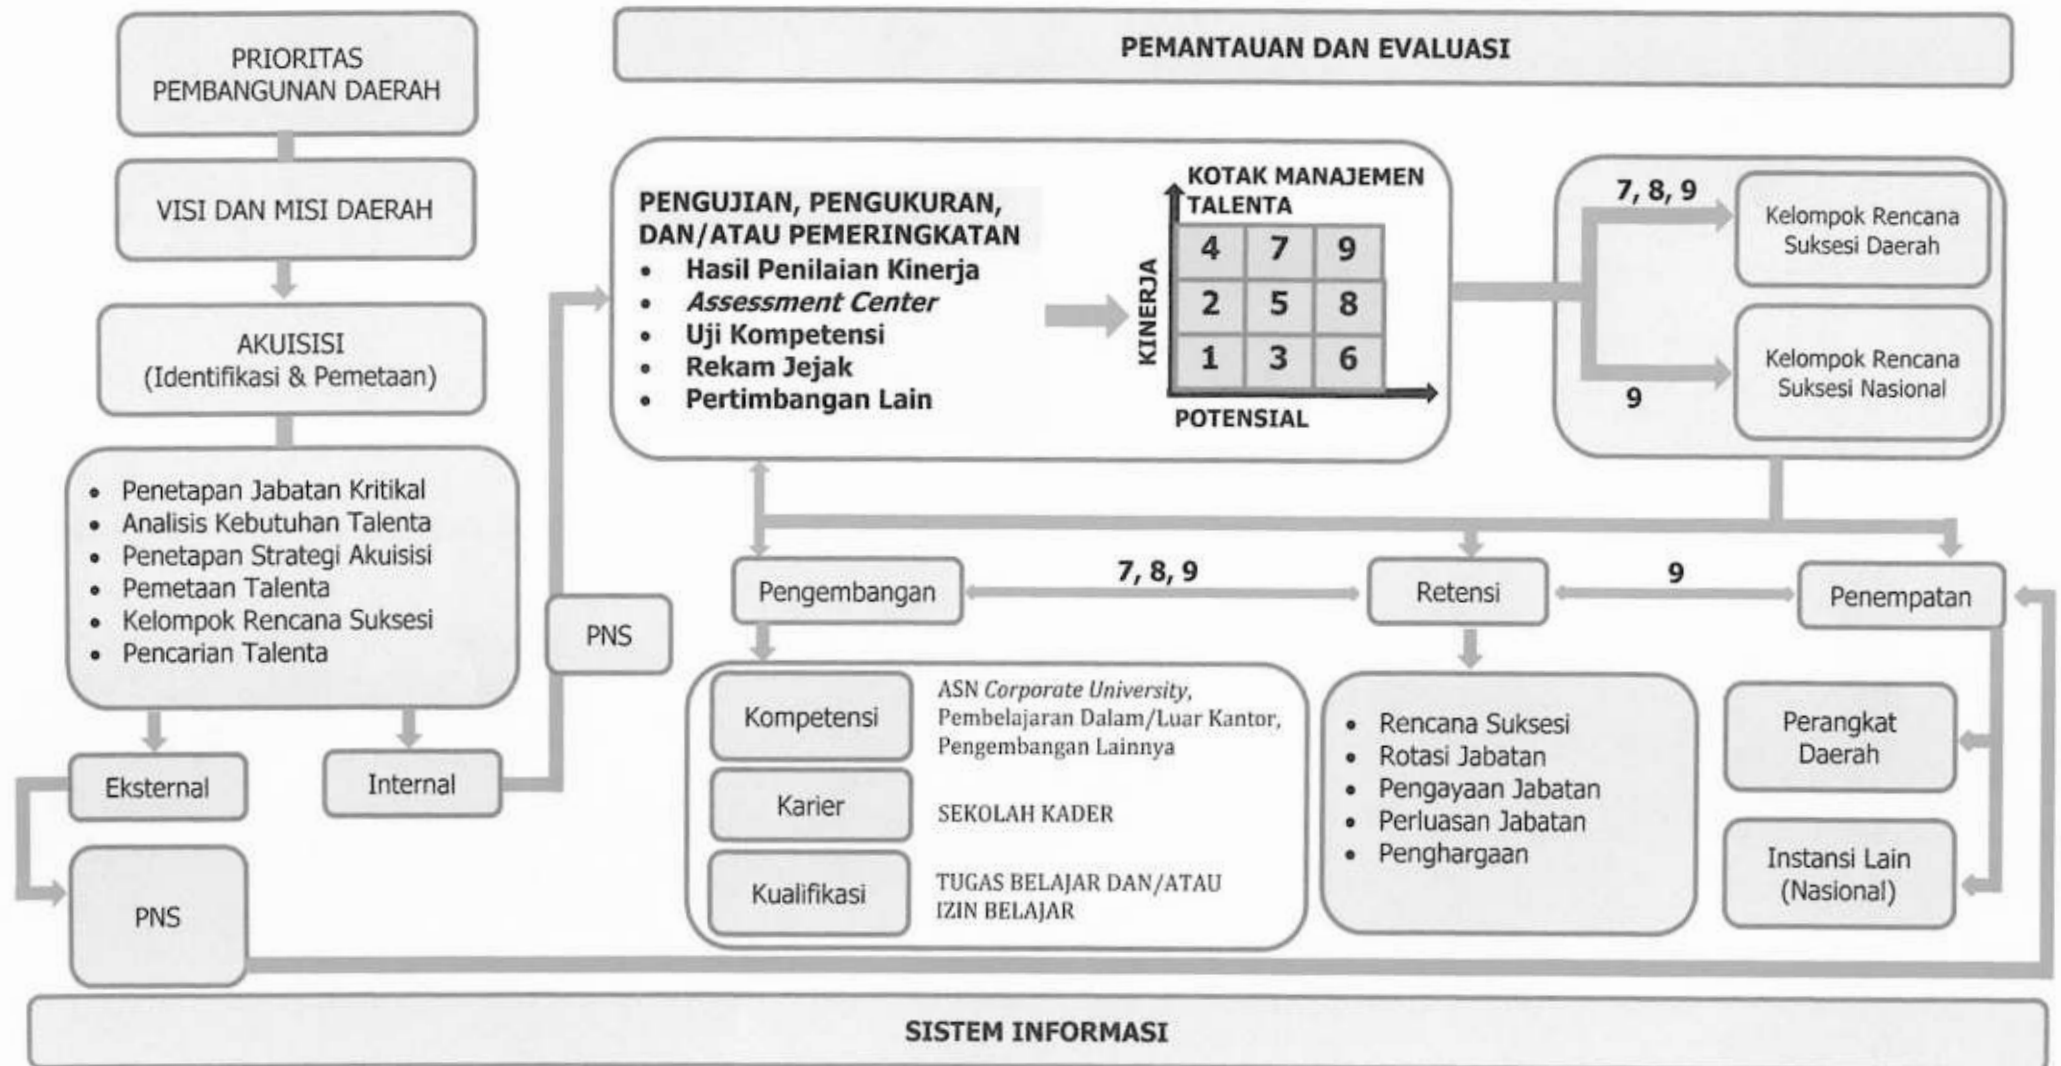 PRIORITAS
PEMBANGUNAN DAERAH
VISI DAN MISI DAERAH
AKUISISI
(Identifikasi & Pemetaan)
• Penetapan Jabatan Kritikal
• Analisis Kebutuhan Talenta
• Penetapan Strategi Akuisisi
• Pemetaan Talenta
• Kelompok Rencana Suksesi
• Pencarian Talenta
Eksternal
Internal
PNS
PNS
PEMANTAUAN DAN EVALUASI
PENGUJIAN, PENGUKURAN,
DAN/ATAU PEMERINGKATAN
• Hasil Penilaian Kinerja
• Assessment Center
• Uji Kompetensi
• Rekam Jejak
• Pertimbangan Lain
KOTAK MANAJEMEN
TALENTA
KINERJA
4 7 9
2 5 8
1 3 6
POTENSIAL
7, 8, 9
Kelompok Rencana
Suksesi Daerah
9
Kelompok Rencana
Suksesi Nasional
Pengembangan
7, 8, 9
Retensi
9
Penempatan
Kompetensi
ASN Corporate University,
Pembelajaran Dalam/Luar Kantor,
Pengembangan Lainnya
Karier
SEKOLAH KADER
Kualifikasi
TUGAS BELAJAR DAN/ATAU
IZIN BELAJAR
• Rencana Suksesi
• Rotasi Jabatan
• Pengayaan Jabatan
• Perluasan Jabatan
• Penghargaan
Perangkat
Daerah
Instansi Lain
(Nasional)
SISTEM INFORMASI